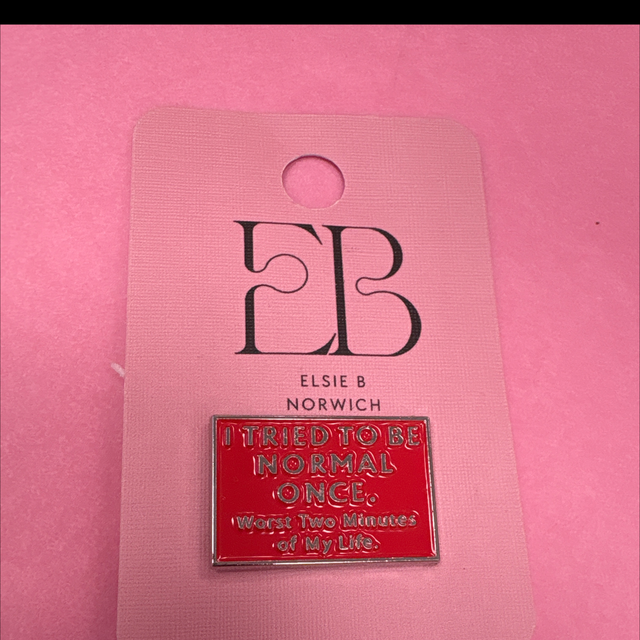 EB
ELSIE B
NORWICH
I TRIED TO BE
NORMAL
ONCE.
Worst Two Minutes
of My Life.